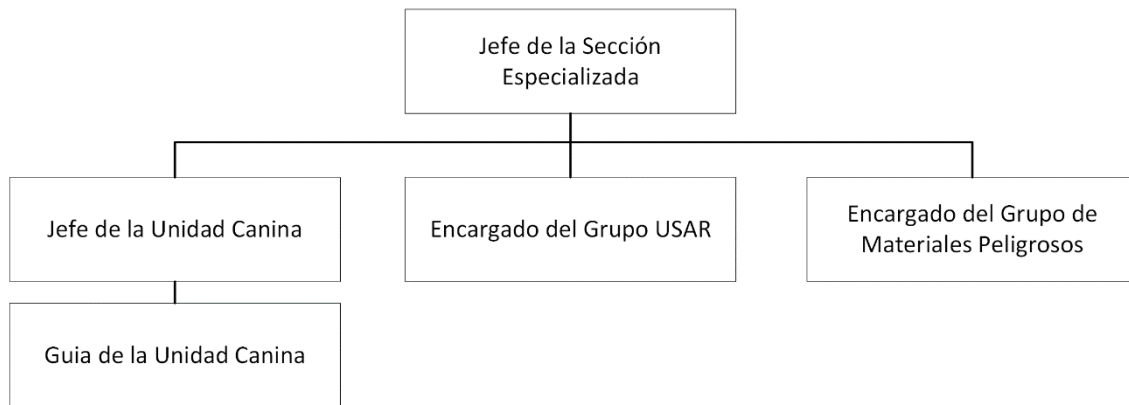 Jefe de la Sección
Especializada
Jefe de la Unidad Canina
Encargado del Grupo USAR
Encargado del Grupo de
Materiales Peligrosos
Guia de la Unidad Canina